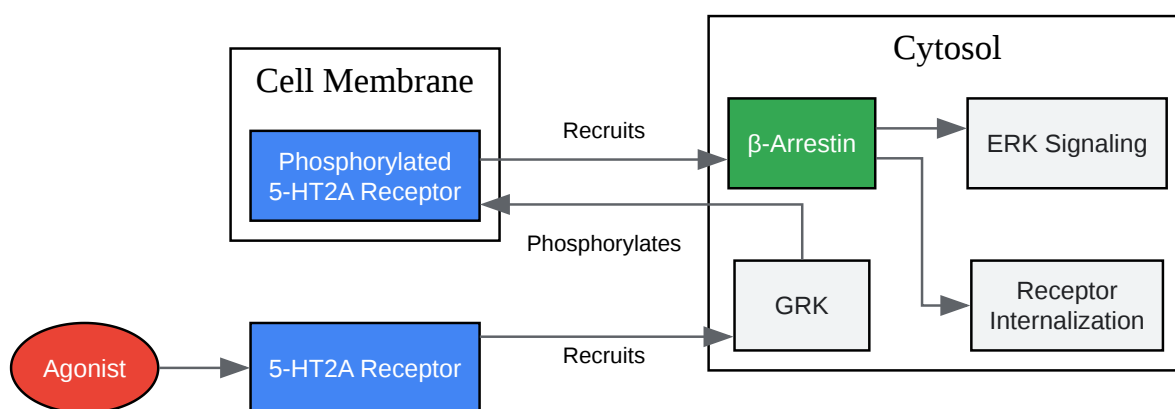 Cell Membrane
Phosphorylated
5-HT2A Receptor
Recruits
Cytosol
β-Arrestin
ERK Signaling
Phosphorylates
GRK
Receptor
Internalization
Agonist
5-HT2A Receptor
Recruits